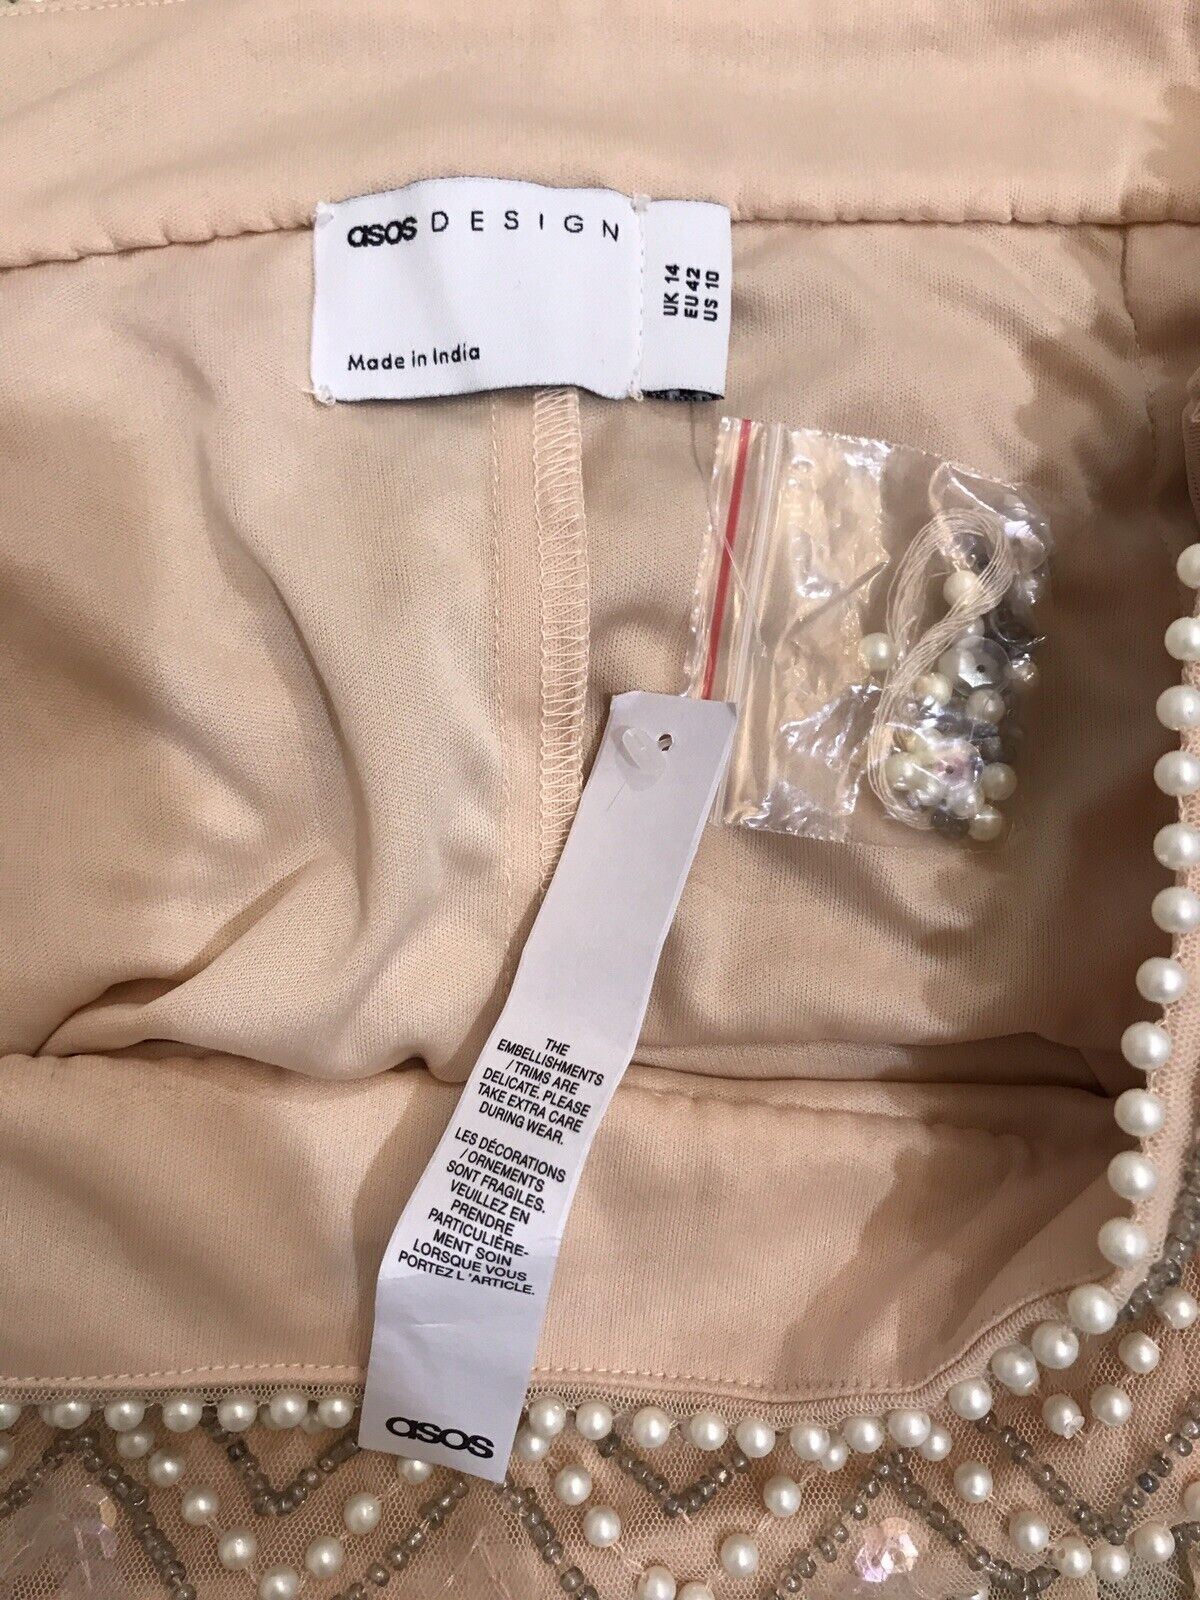 asos DESIGN
Made in India
UK 14
EU 42
US 10
THE
EMBELLISHMENTS
/TRIMS ARE
DELICATE. PLEASE
TAKE EXTRA CARE
DURING WEAR.
LES DÉCORATIONS
/ORNEMENTS
SONT FRAGILES.
VEUILLEZ EN
PRENDRE
PARTICULIÈRE-
MENT SOIN
LORSQUE VOUS
PORTEZ L'ARTICLE.
asos